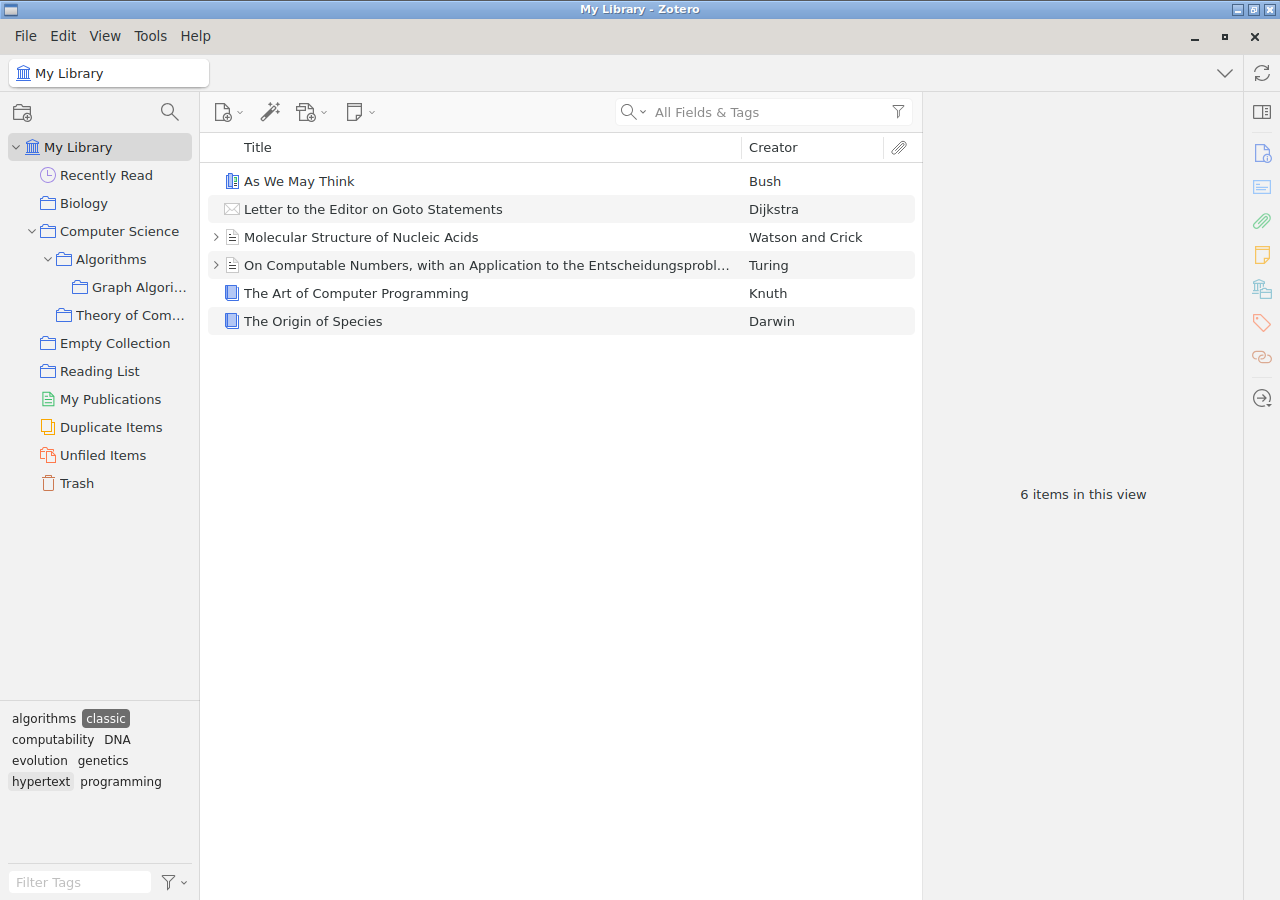 My Library - Zotero
File Edit View Tools Help
My Library
All Fields & Tags
My Library
Recently Read
Biology
Computer Science
Algorithms
Graph Algori...
Theory of Com...
Empty Collection
Reading List
My Publications
Duplicate Items
Unfiled Items
Trash
Title Creator
As We May Think Bush
Letter to the Editor on Goto Statements Dijkstra
Molecular Structure of Nucleic Acids Watson and Crick
On Computable Numbers, with an Application to the Entscheidungsprobl... Turing
The Art of Computer Programming Knuth
The Origin of Species Darwin
6 items in this view
algorithms classic
computability DNA
evolution genetics
hypertext programming
Filter Tags